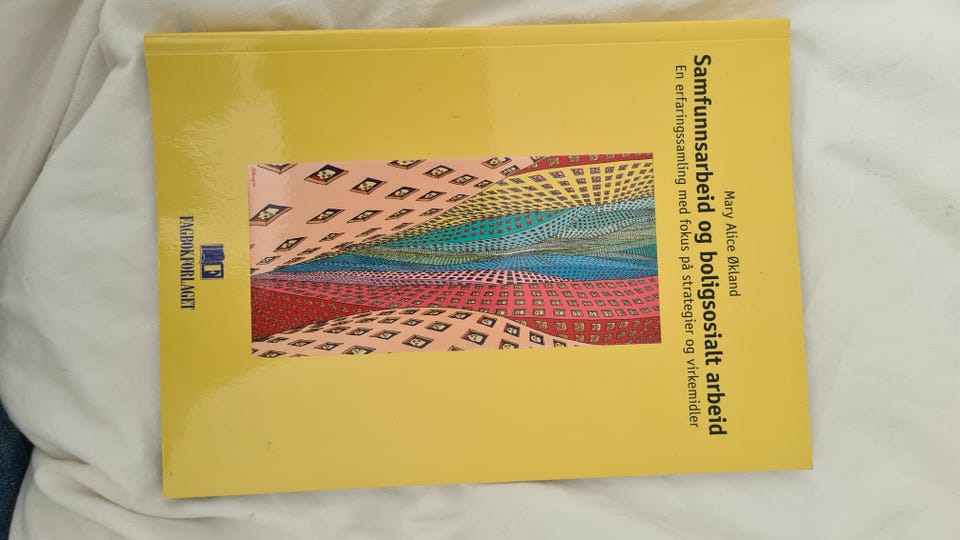 Mary Alice Økland
Samfunnsarbeid og boligsosialt arbeid
En erfaringssamling med fokus på strategier og virkemidler
F
FAGBOKFORLAGET